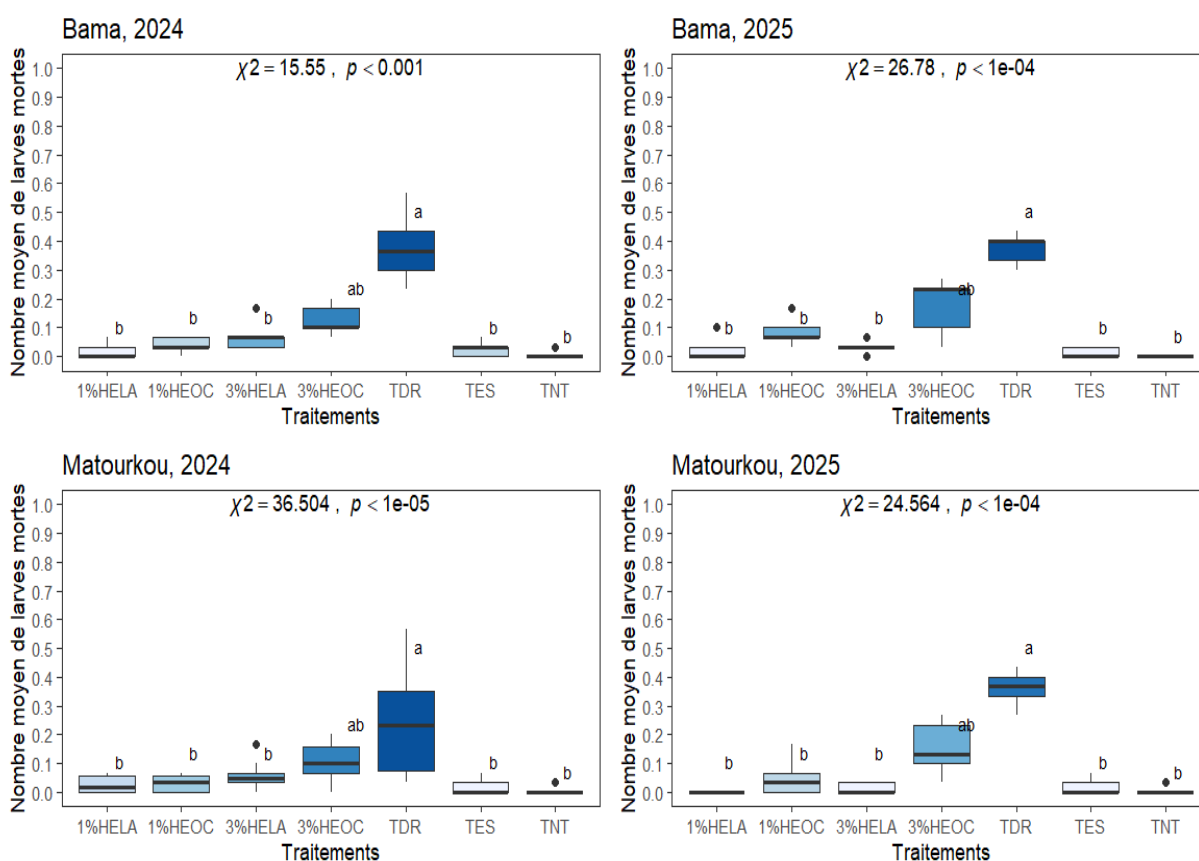 Bama, 2024
χ2 = 15.55 , p < 0.001
Nombre moyen de larves mortes
1.0
0.9
0.8
0.7
0.6
0.5
0.4
0.3
0.2
0.1
0.0
b b b ab a b b
1%HELA 1%HEOC 3%HELA 3%HEOC TDR TES TNT
Traitements
Bama, 2025
χ2 = 26.78 , p < 1e-04
Nombre moyen de larves mortes
1.0
0.9
0.8
0.7
0.6
0.5
0.4
0.3
0.2
0.1
0.0
b b b ab a b b
1%HELA 1%HEOC 3%HELA 3%HEOC TDR TES TNT
Traitements
Matourkou, 2024
χ2 = 36.504 , p < 1e-05
Nombre moyen de larves mortes
1.0
0.9
0.8
0.7
0.6
0.5
0.4
0.3
0.2
0.1
0.0
b b b ab a b b
1%HELA 1%HEOC 3%HELA 3%HEOC TDR TES TNT
Traitements
Matourkou, 2025
χ2 = 24.564 , p < 1e-04
Nombre moyen de larves mortes
1.0
0.9
0.8
0.7
0.6
0.5
0.4
0.3
0.2
0.1
0.0
b b b ab a b b
1%HELA 1%HEOC 3%HELA 3%HEOC TDR TES TNT
Traitements